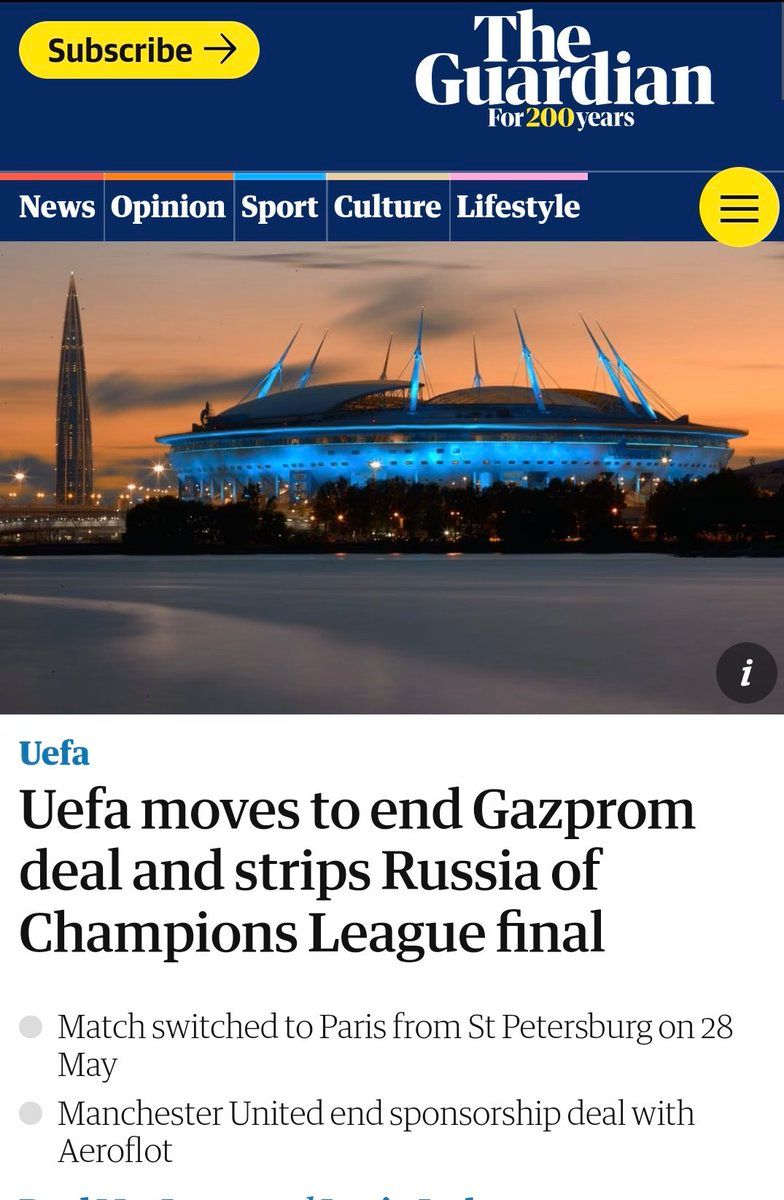 Subscribe →
The
Guardian
For 200 years
News Opinion Sport Culture Lifestyle
i
Uefa
Uefa moves to end Gazprom
deal and strips Russia of
Champions League final
Match switched to Paris from St Petersburg on 28
May
Manchester United end sponsorship deal with
Aeroflot